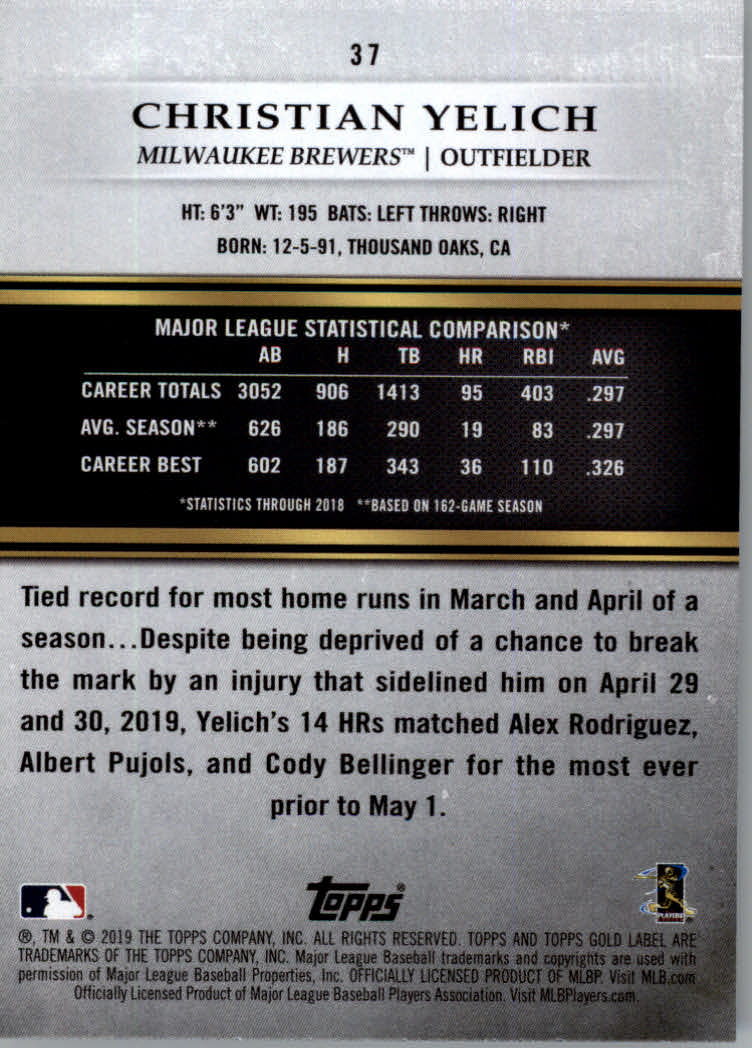 37
CHRISTIAN YELICH
MILWAUKEE BREWERS™ | OUTFIELDER
HT: 6'3" WT: 195 BATS: LEFT THROWS: RIGHT
BORN: 12-5-91, THOUSAND OAKS, CA
MAJOR LEAGUE STATISTICAL COMPARISON*
AB H TB HR RBI AVG
CAREER TOTALS 3052 906 1413 95 403 .297
AVG. SEASON** 626 186 290 19 83 .297
CAREER BEST 602 187 343 36 110 .326
*STATISTICS THROUGH 2018 **BASED ON 162-GAME SEASON
Tied record for most home runs in March and April of a
season...Despite being deprived of a chance to break
the mark by an injury that sidelined him on April 29
and 30, 2019, Yelich's 14 HRs matched Alex Rodriguez,
Albert Pujols, and Cody Bellinger for the most ever
prior to May 1.
Topps®
PLAYERS
®, TM & © 2019 THE TOPPS COMPANY, INC. ALL RIGHTS RESERVED. TOPPS AND TOPPS GOLD LABEL ARE
TRADEMARKS OF THE TOPPS COMPANY, INC. Major League Baseball trademarks and copyrights are used with
permission of Major League Baseball Properties, Inc. OFFICIALLY LICENSED PRODUCT OF MLBP. Visit MLB.com
Officially Licensed Product of Major League Baseball Players Association. Visit MLBPlayers.com.